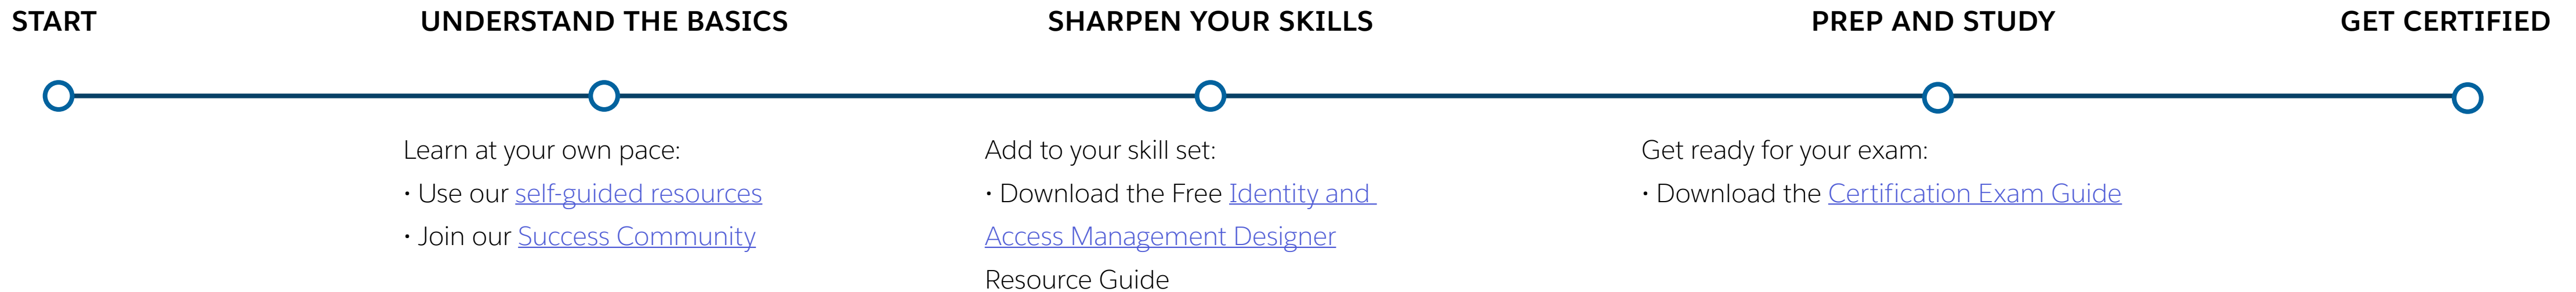 START
UNDERSTAND THE BASICS
SHARPEN YOUR SKILLS
PREP AND STUDY
GET CERTIFIED
Learn at your own pace:
· Use our self-guided resources
· Join our Success Community
Add to your skill set:
· Download the Free Identity and
Access Management Designer
Resource Guide
Get ready for your exam:
· Download the Certification Exam Guide